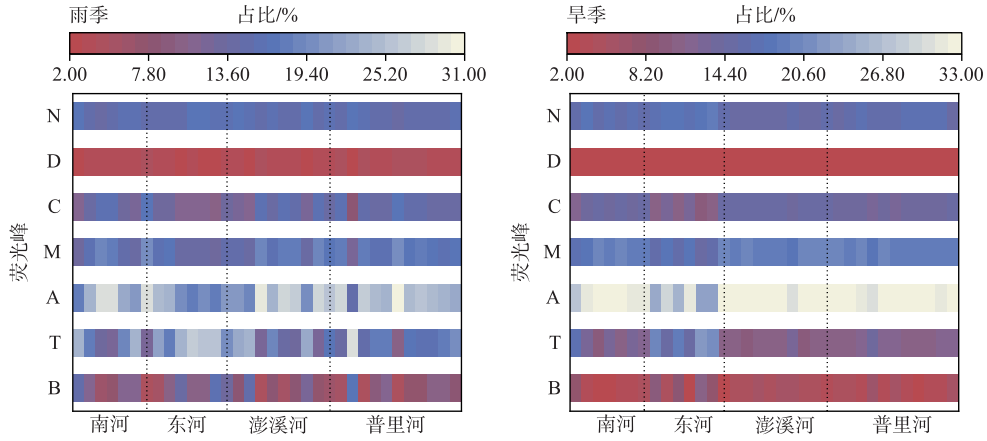 雨季 占比/%
2.00 7.80 13.60 19.40 25.20 31.00
荧光峰
N
D
C
M
A
T
B
南河 东河 澎溪河 普里河
旱季 占比/%
2.00 8.20 14.40 20.60 26.80 33.00
荧光峰
N
D
C
M
A
T
B
南河 东河 澎溪河 普里河